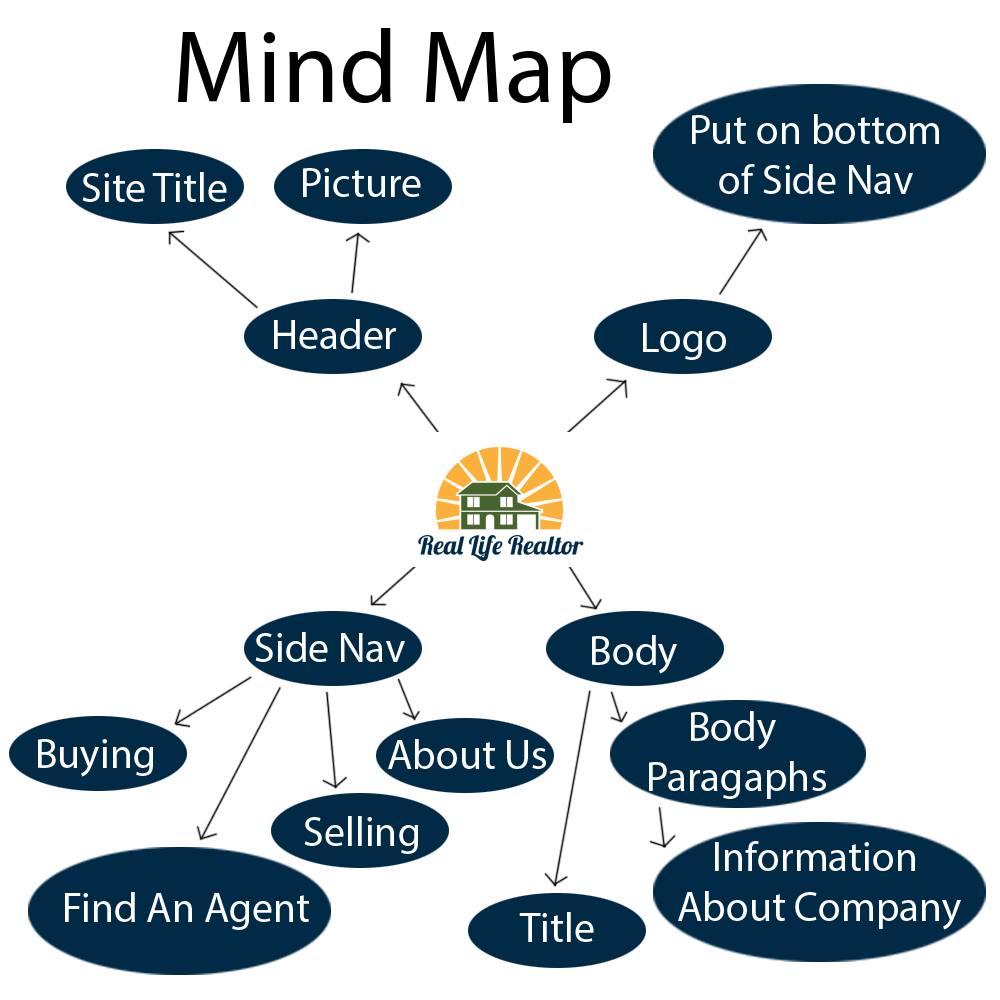 Mind Map
Put on bottom
of Side Nav
Site Title
Picture
Header
Logo
Real Life Realtor
Side Nav
Body
Buying
About Us
Body
Paragaphs
Selling
Find An Agent
Information
About Company
Title